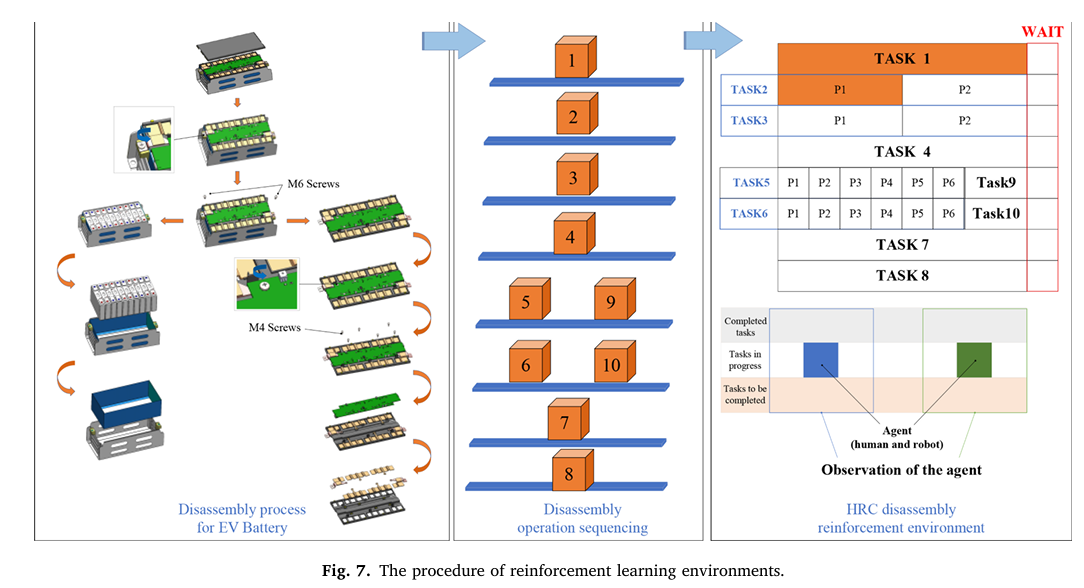 M6 Screws
M4 Screws
Disassembly process
for EV Battery
1
2
3
4
5 9
6 10
7
8
Disassembly
operation sequencing
WAIT
TASK 1
TASK2 P1 P2
TASK3 P1 P2
TASK 4
TASK5 P1 P2 P3 P4 P5 P6 Task9
TASK6 P1 P2 P3 P4 P5 P6 Task10
TASK 7
TASK 8
Completed
tasks
Tasks in
progress
Tasks to be
completed
Agent
(human and robot)
Observation of the agent
HRC disassembly
reinforcement environment
Fig. 7. The procedure of reinforcement learning environments.